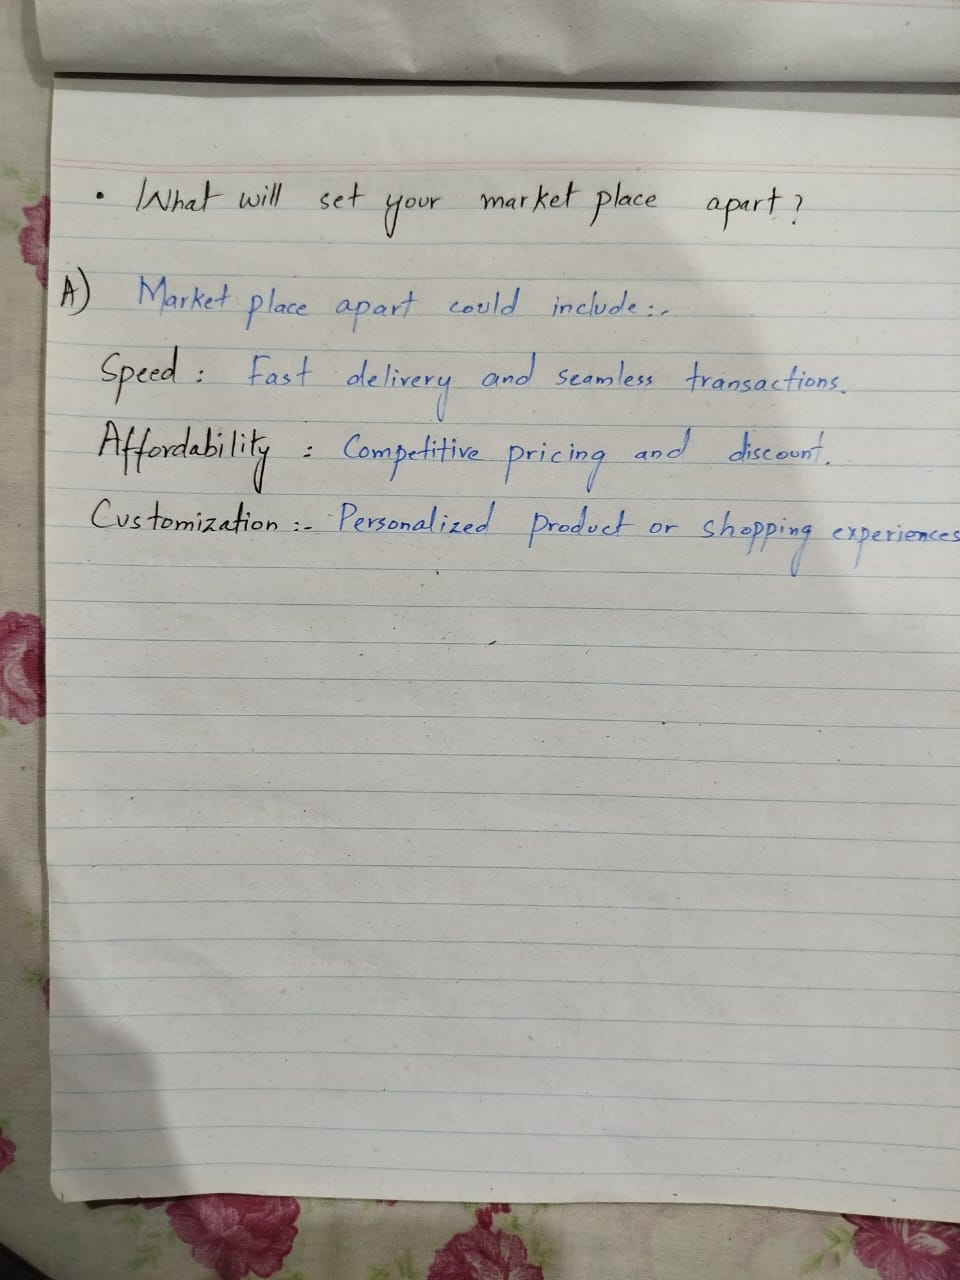 • What will set your market place apart?
A) Market place apart could include:-
Speed : Fast delivery and seamless transactions.
Affordability : Competitive pricing and discount.
Customization :- Personalized product or shopping experiences